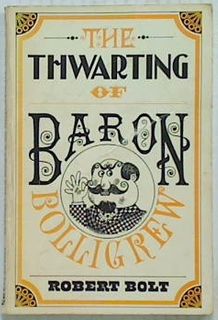 THE
THWARTING
OF
BARON
BOLLIGREW
ROBERT BOLT